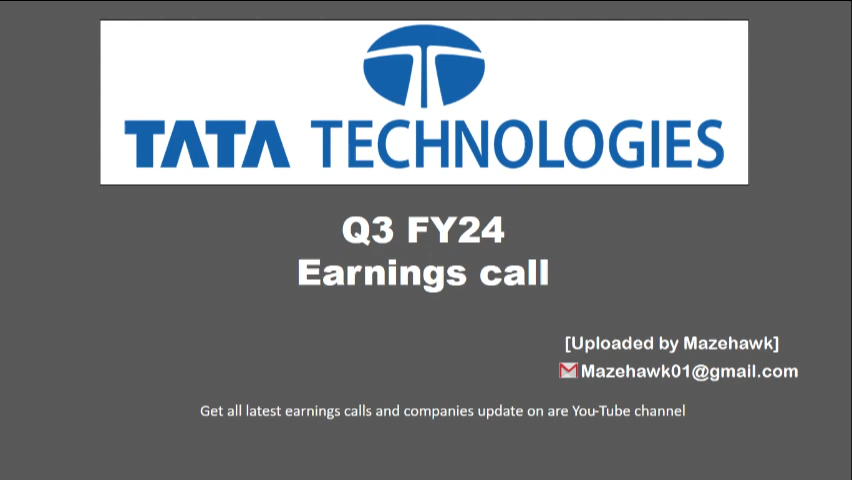 TATA TECHNOLOGIES
Q3 FY24
Earnings call
[Uploaded by Mazehawk]
Mazehawk01@gmail.com
Get all latest earnings calls and companies update on are You-Tube channel